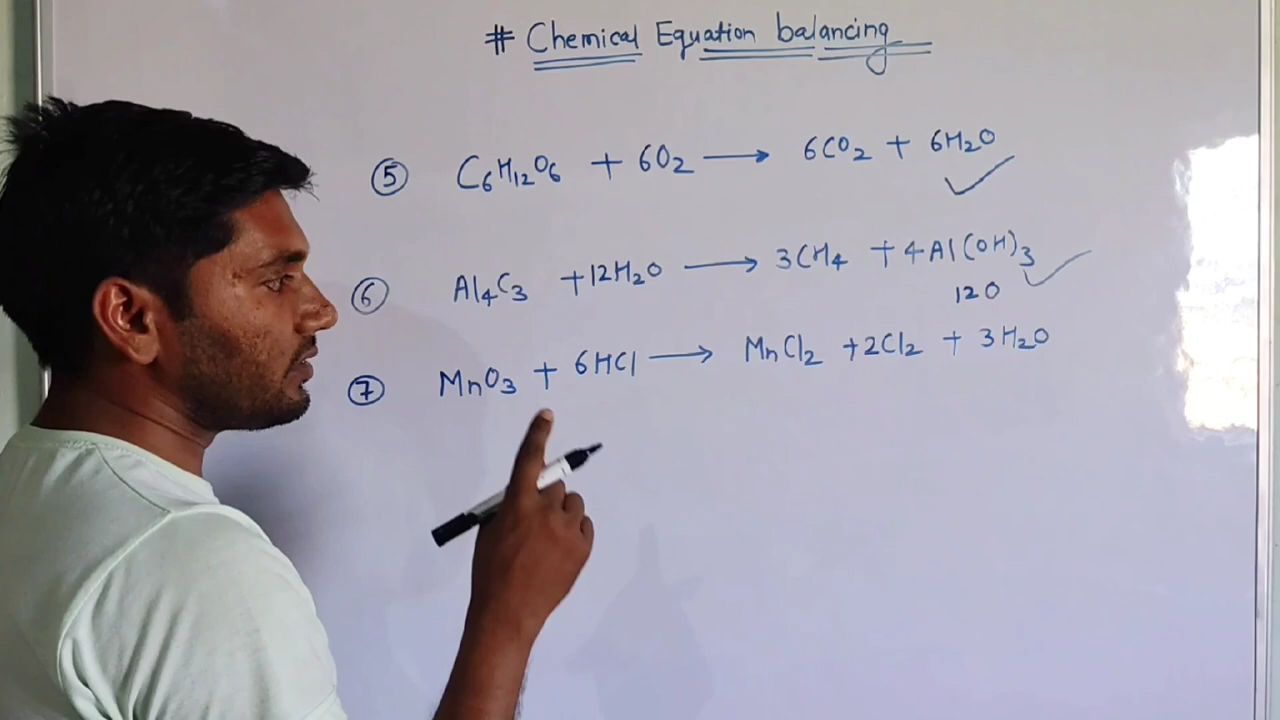 # Chemical Equation balancing
⑤ C₆H₁₂O₆ + 6O₂ → 6CO₂ + 6H₂O ✓
⑥ Al₄C₃ + 12H₂O → 3CH₄ + 4Al(OH)₃ ✓
12O
⑦ MnO₃ + 6HCl → MnCl₂ + 2Cl₂ + 3H₂O